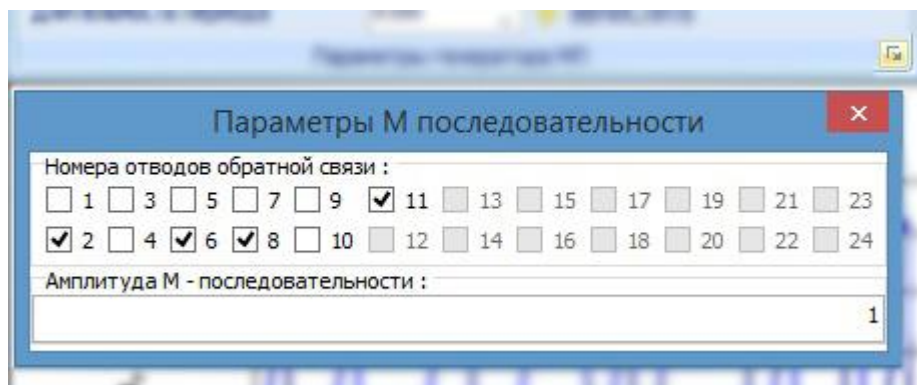 Параметры М последовательности
Номера отводов обратной связи :
1 3 5 7 9 11 13 15 17 19 21 23
2 4 6 8 10 12 14 16 18 20 22 24
Амплитуда М - последовательности :
1